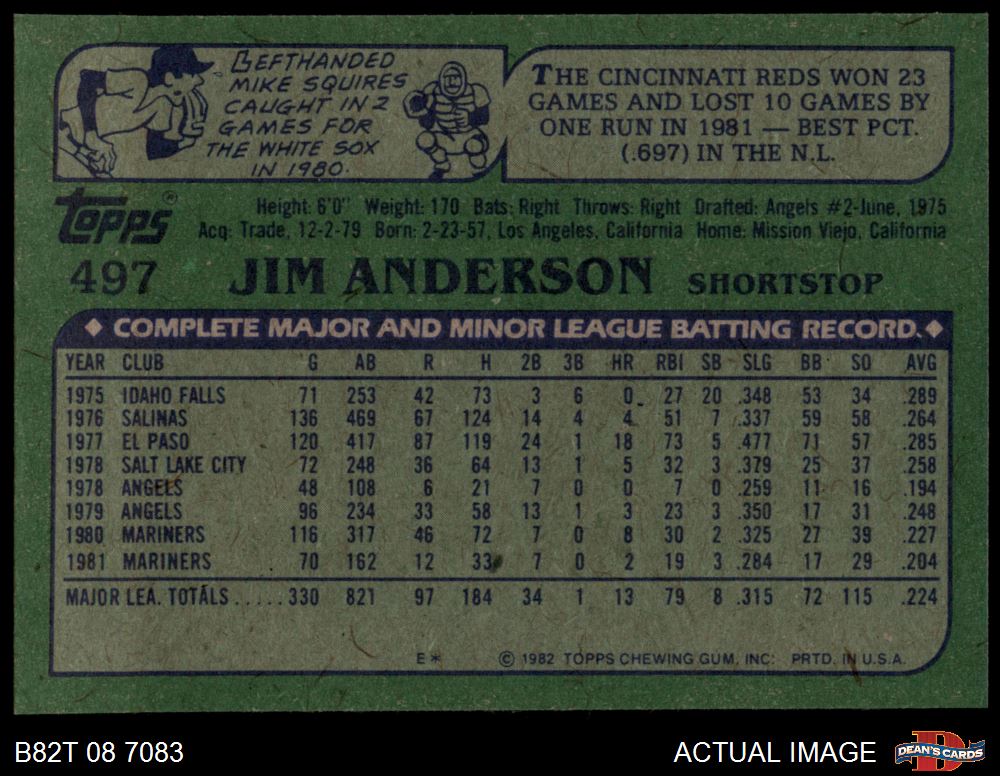 LEFTHANDED
MIKE SQUIRES
CAUGHT IN 2
GAMES FOR
THE WHITE SOX
IN 1980.
THE CINCINNATI REDS WON 23
GAMES AND LOST 10 GAMES BY
ONE RUN IN 1981 — BEST PCT.
(.697) IN THE N.L.
Topps®
Height: 6'0" Weight: 170 Bats: Right Throws: Right Drafted: Angels #2-June, 1975
Acq: Trade, 12-2-79 Born: 2-23-57, Los Angeles, California Home: Mission Viejo, California
497 JIM ANDERSON SHORTSTOP
♦ COMPLETE MAJOR AND MINOR LEAGUE BATTING RECORD. ♦
YEAR CLUB G AB R H 2B 3B HR RBI SB SLG BB SO AVG
1975 IDAHO FALLS 71 253 42 73 3 6 0 27 20 .348 53 34 .289
1976 SALINAS 136 469 67 124 14 4 4 51 7 .337 59 58 .264
1977 EL PASO 120 417 87 119 24 1 18 73 5 .477 71 57 .285
1978 SALT LAKE CITY 72 248 36 64 13 1 5 32 3 .379 25 37 .258
1978 ANGELS 48 108 6 21 7 0 0 7 0 .259 11 16 .194
1979 ANGELS 96 234 33 58 13 1 3 23 3 .350 17 31 .248
1980 MARINERS 116 317 46 72 7 0 8 30 2 .325 27 39 .227
1981 MARINERS 70 162 12 33 7 0 2 19 3 .284 17 29 .204
MAJOR LEA. TOTALS.....330 821 97 184 34 1 13 79 8 .315 72 115 .224
E* © 1982 TOPPS CHEWING GUM, INC. PRTD. IN U.S.A.
B82T 08 7083 ACTUAL IMAGE DEAN'S CARDS